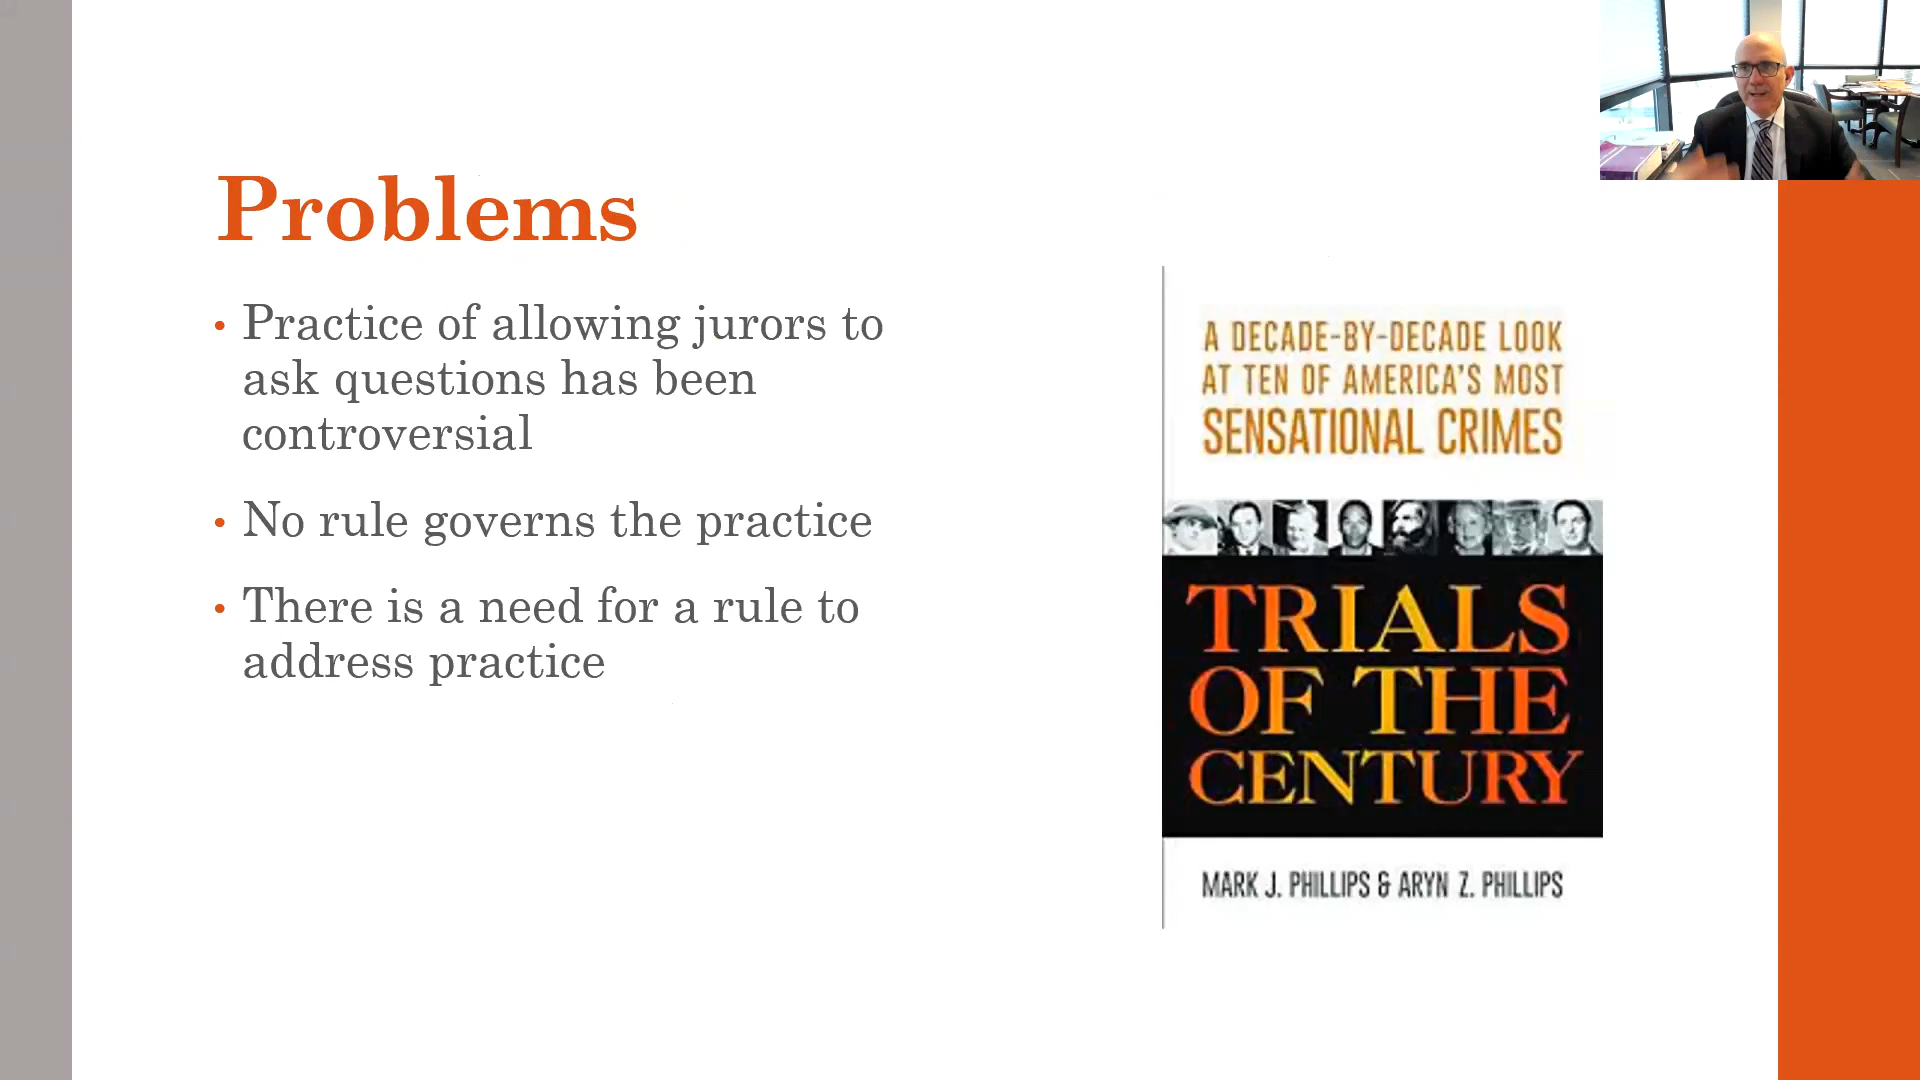 Problems
• Practice of allowing jurors to
ask questions has been
controversial
• No rule governs the practice
• There is a need for a rule to
address practice
A DECADE-BY-DECADE LOOK
AT TEN OF AMERICA'S MOST
SENSATIONAL CRIMES
TRIALS
OF THE
CENTURY
MARK J. PHILLIPS & ARYN Z. PHILLIPS